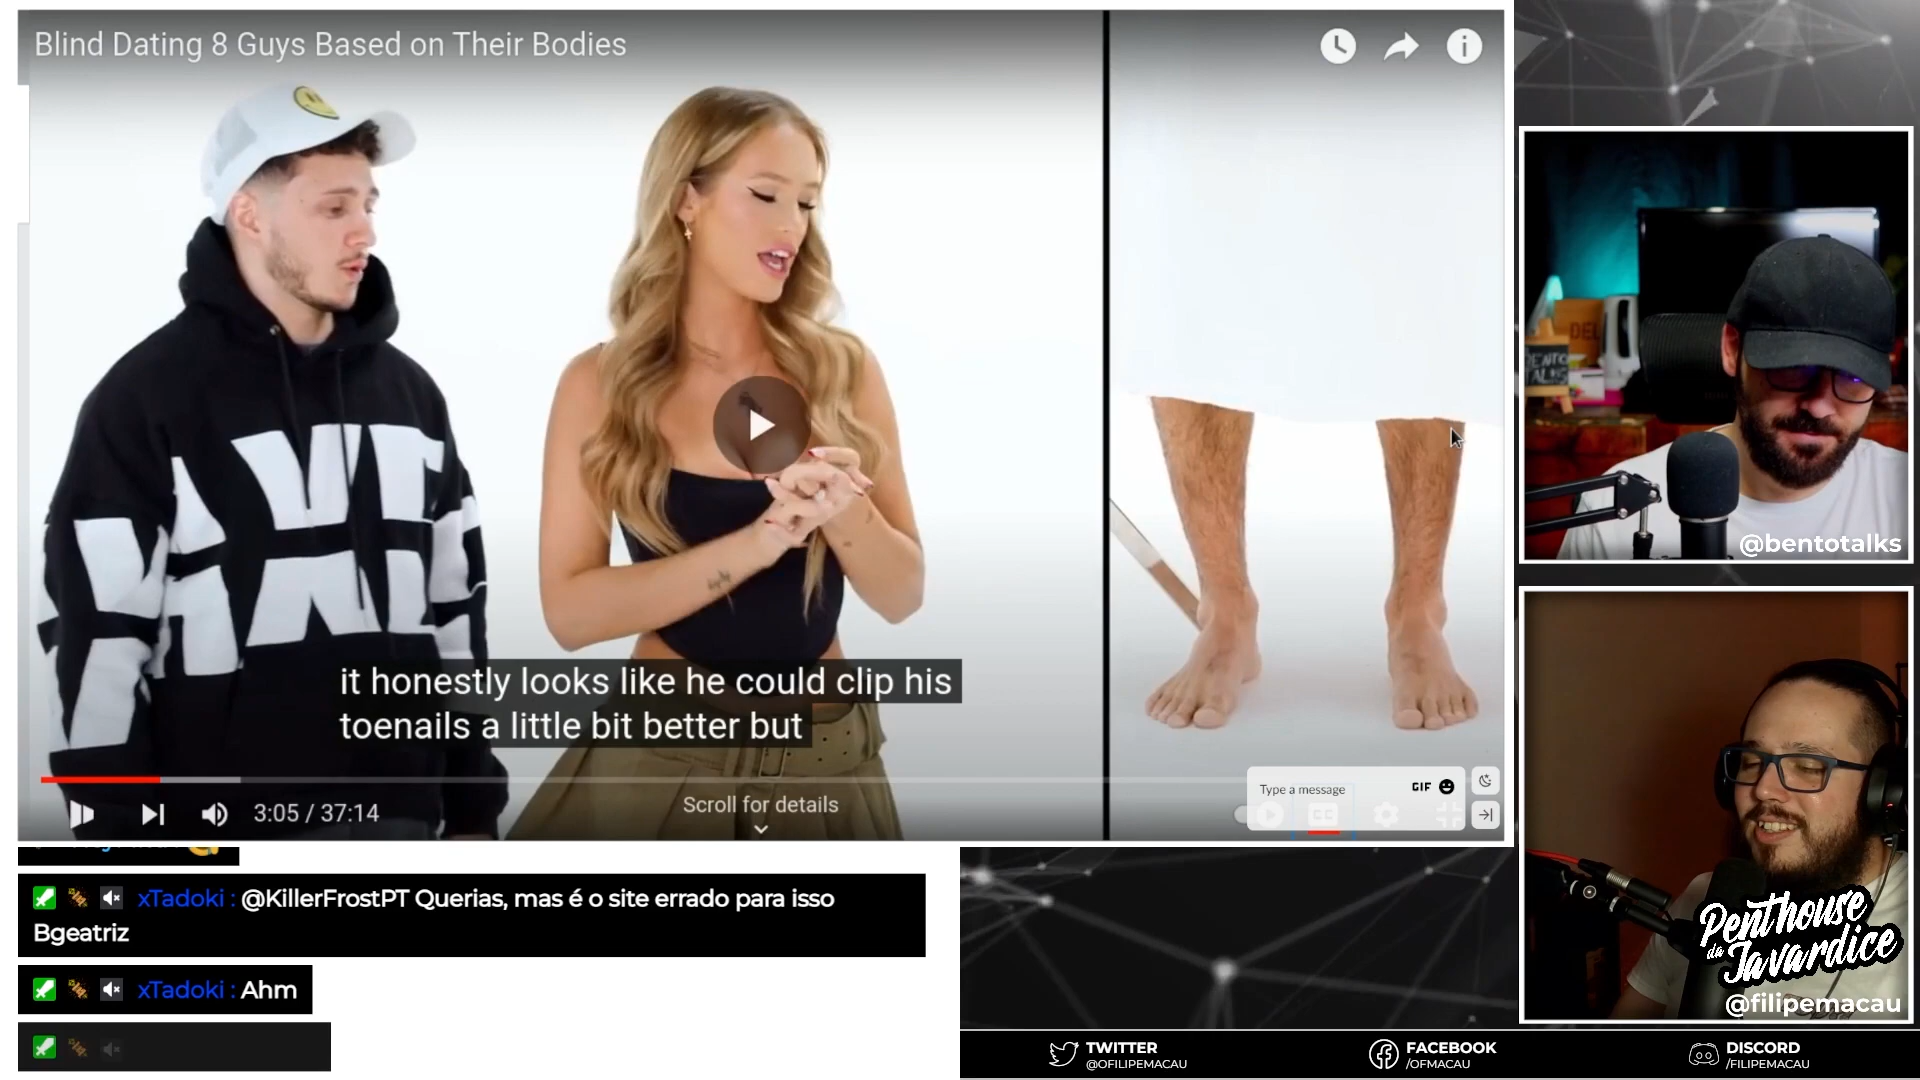 Blind Dating 8 Guys Based on Their Bodies
it honestly looks like he could clip his
toenails a little bit better but
3:05 / 37:14
Scroll for details
Type a message
GIF
CC
@bentotalks
Penthouse
da Javardice
@filipemacau
xTadoki : @KillerFrostPT Querias, mas é o site errado para isso
Bgeatriz
xTadoki : Ahm
TWITTER
@OFILIPEMACAU
FACEBOOK
/OFMACAU
DISCORD
/FILIPEMACAU